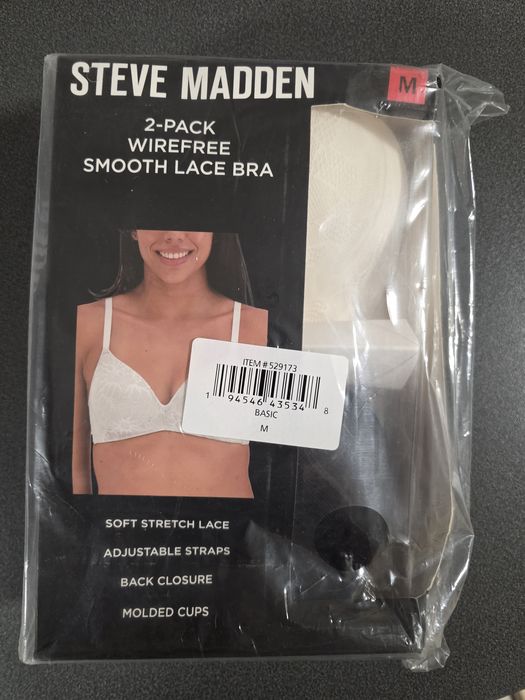 STEVE MADDEN
M
2-PACK
WIREFREE
SMOOTH LACE BRA
ITEM # 529173
1 94546 43534 8
BASIC
M
SOFT STRETCH LACE
ADJUSTABLE STRAPS
BACK CLOSURE
MOLDED CUPS